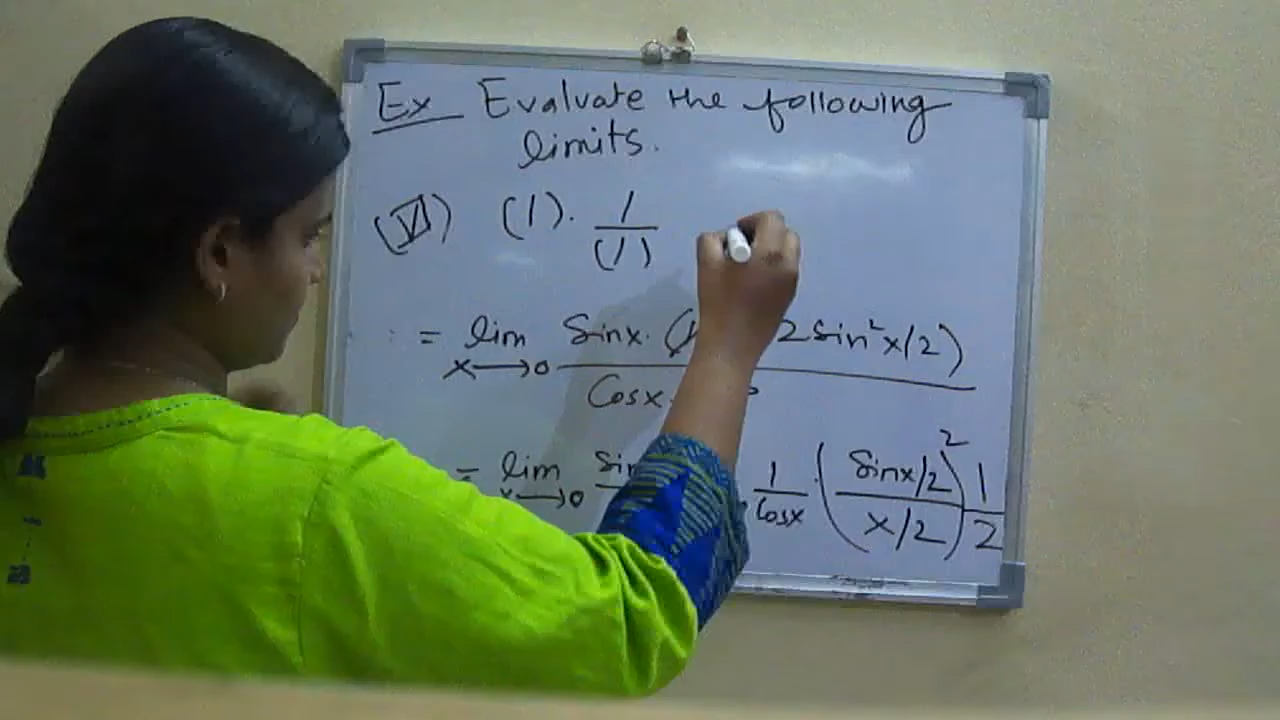 Ex Evaluate the following
limits.
(VI) (1). 1/(1)
= lim x→0 Sinx. 2Sin²x/2) / Cosx.
= lim x→0 1/Cosx . (Sinx/2 / x/2)² 1/2